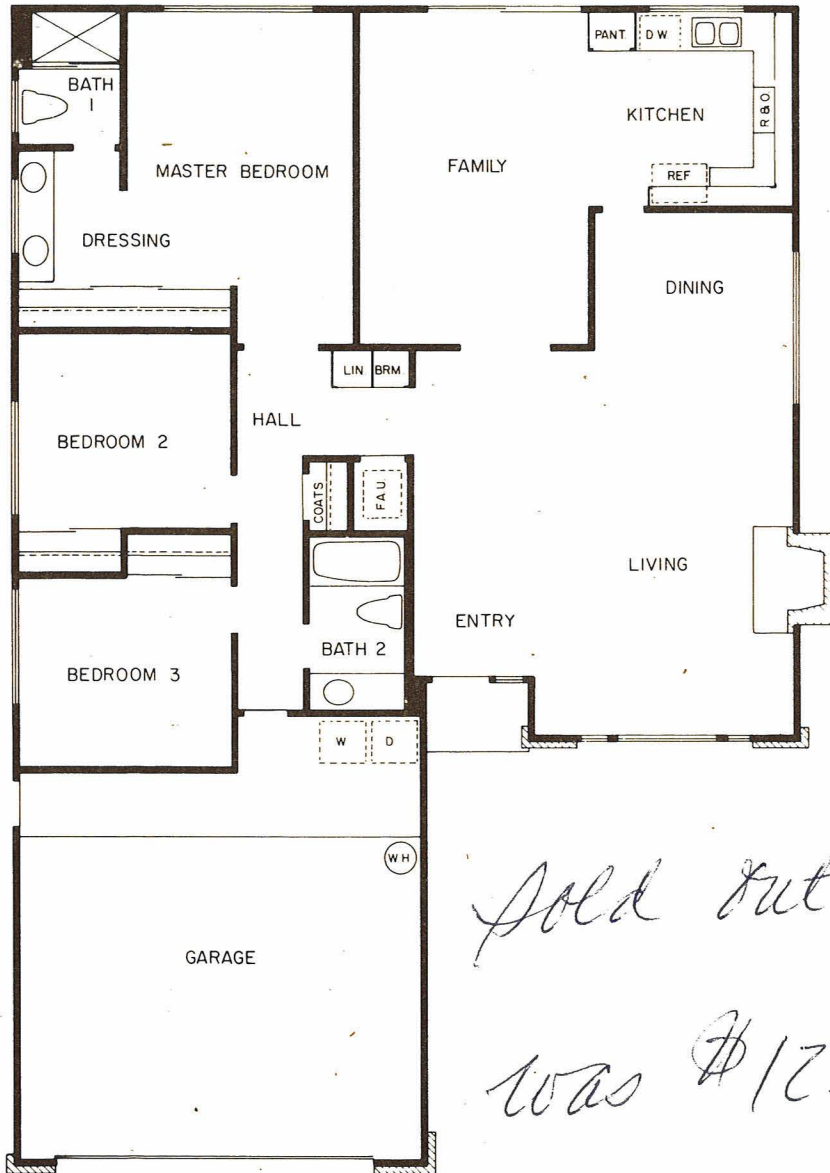 PANT. D.W.
BATH 1
KITCHEN
R & O
MASTER BEDROOM
FAMILY
REF
DRESSING
DINING
LIN. BRM.
HALL
BEDROOM 2
COATS
F.A.U.
LIVING
ENTRY
BATH 2
BEDROOM 3
W D
WH
GARAGE
Sold out
was $12